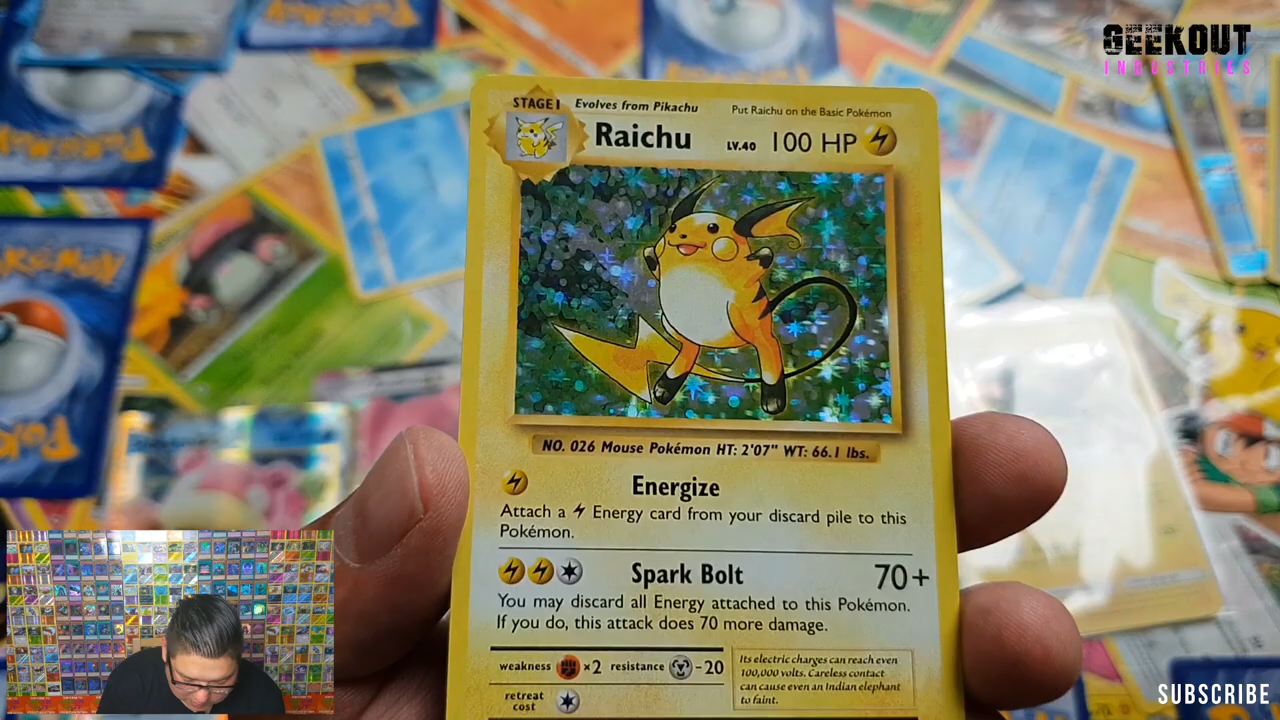 GEEKOUT
INDUSTRIES
STAGE 1 Evolves from Pikachu Put Raichu on the Basic Pokémon
Raichu LV.40 100 HP
NO. 026 Mouse Pokémon HT: 2'07" WT: 66.1 lbs.
Energize
Attach a Energy card from your discard pile to this
Pokémon.
Spark Bolt 70+
You may discard all Energy attached to this Pokémon.
If you do, this attack does 70 more damage.
weakness ×2 resistance -20
retreat
cost
Its electric charges can reach even
100,000 volts. Careless contact
can cause even an Indian elephant
to faint.
POKéMON
SUBSCRIBE